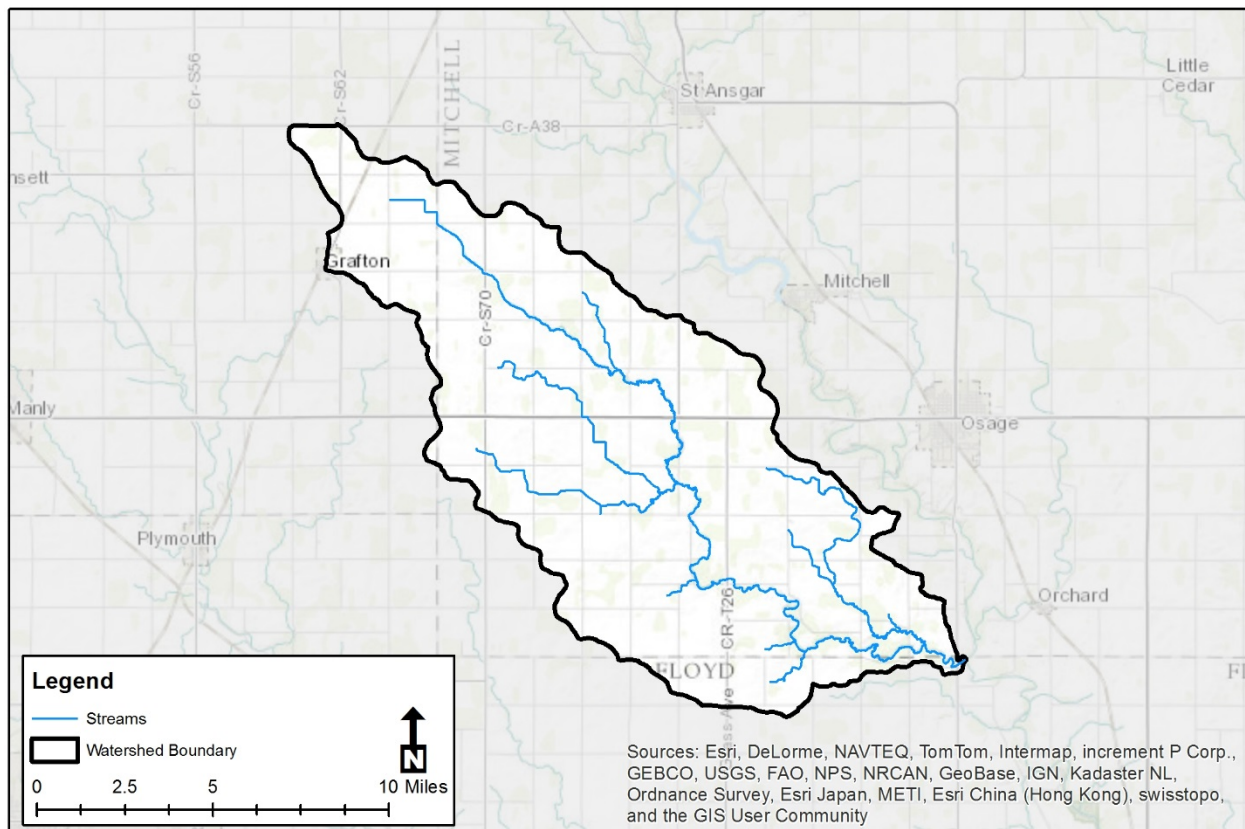 Cr-S56
Cr-S62
MITCHELL
Little
Cedar
St Ansgar
Cr-A38
nsett
Grafton
Mitchell
Cr-S70
Manly
Osage
Plymouth
Orchard
CR-T26
FLOYD
Legend
Streams
Watershed Boundary
N
0 2.5 5 10 Miles
Sources: Esri, DeLorme, NAVTEQ, TomTom, Intermap, increment P Corp.,
GEBCO, USGS, FAO, NPS, NRCAN, GeoBase, IGN, Kadaster NL,
Ordnance Survey, Esri Japan, METI, Esri China (Hong Kong), swisstopo,
and the GIS User Community